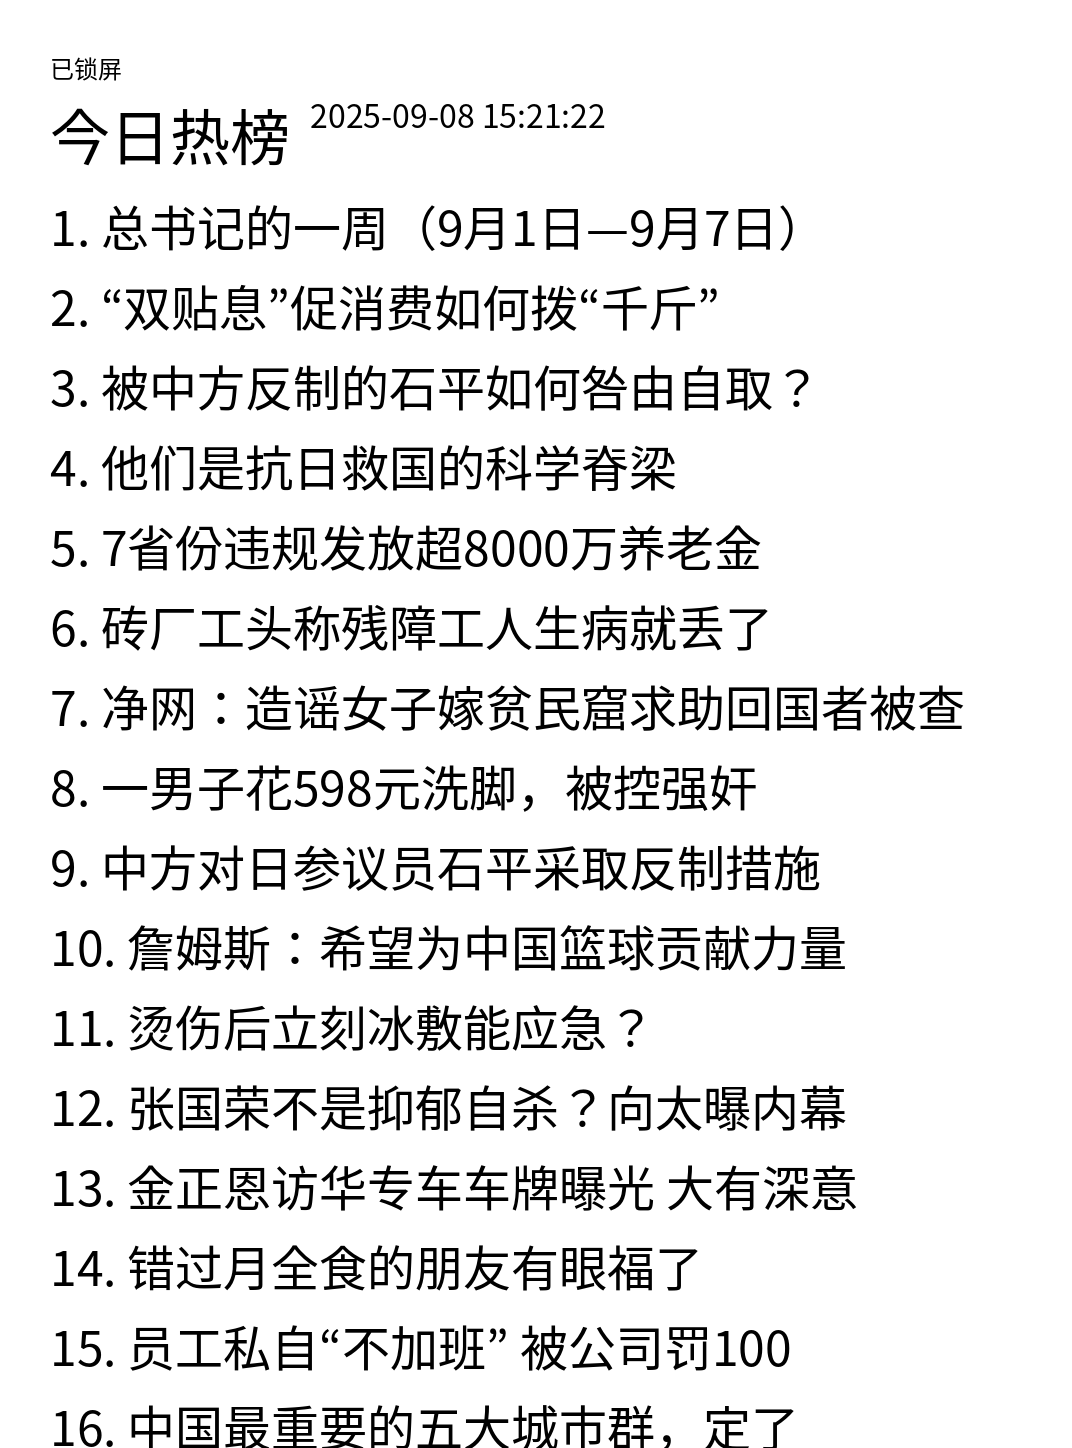 已锁屏
今日热榜 2025-09-08 15:21:22
1. 总书记的一周（9月1日—9月7日）
2. “双贴息”促消费如何拨“千斤”
3. 被中方反制的石平如何咎由自取？
4. 他们是抗日救国的科学脊梁
5. 7省份违规发放超8000万养老金
6. 砖厂工头称残障工人生病就丢了
7. 净网：造谣女子嫁贫民窟求助回国者被查
8. 一男子花598元洗脚，被控强奸
9. 中方对日参议员石平采取反制措施
10. 詹姆斯：希望为中国篮球贡献力量
11. 烫伤后立刻冰敷能应急？
12. 张国荣不是抑郁自杀？向太曝内幕
13. 金正恩访华专车车牌曝光 大有深意
14. 错过月全食的朋友有眼福了
15. 员工私自“不加班” 被公司罚100
16. 中国最重要的五大城市群，定了